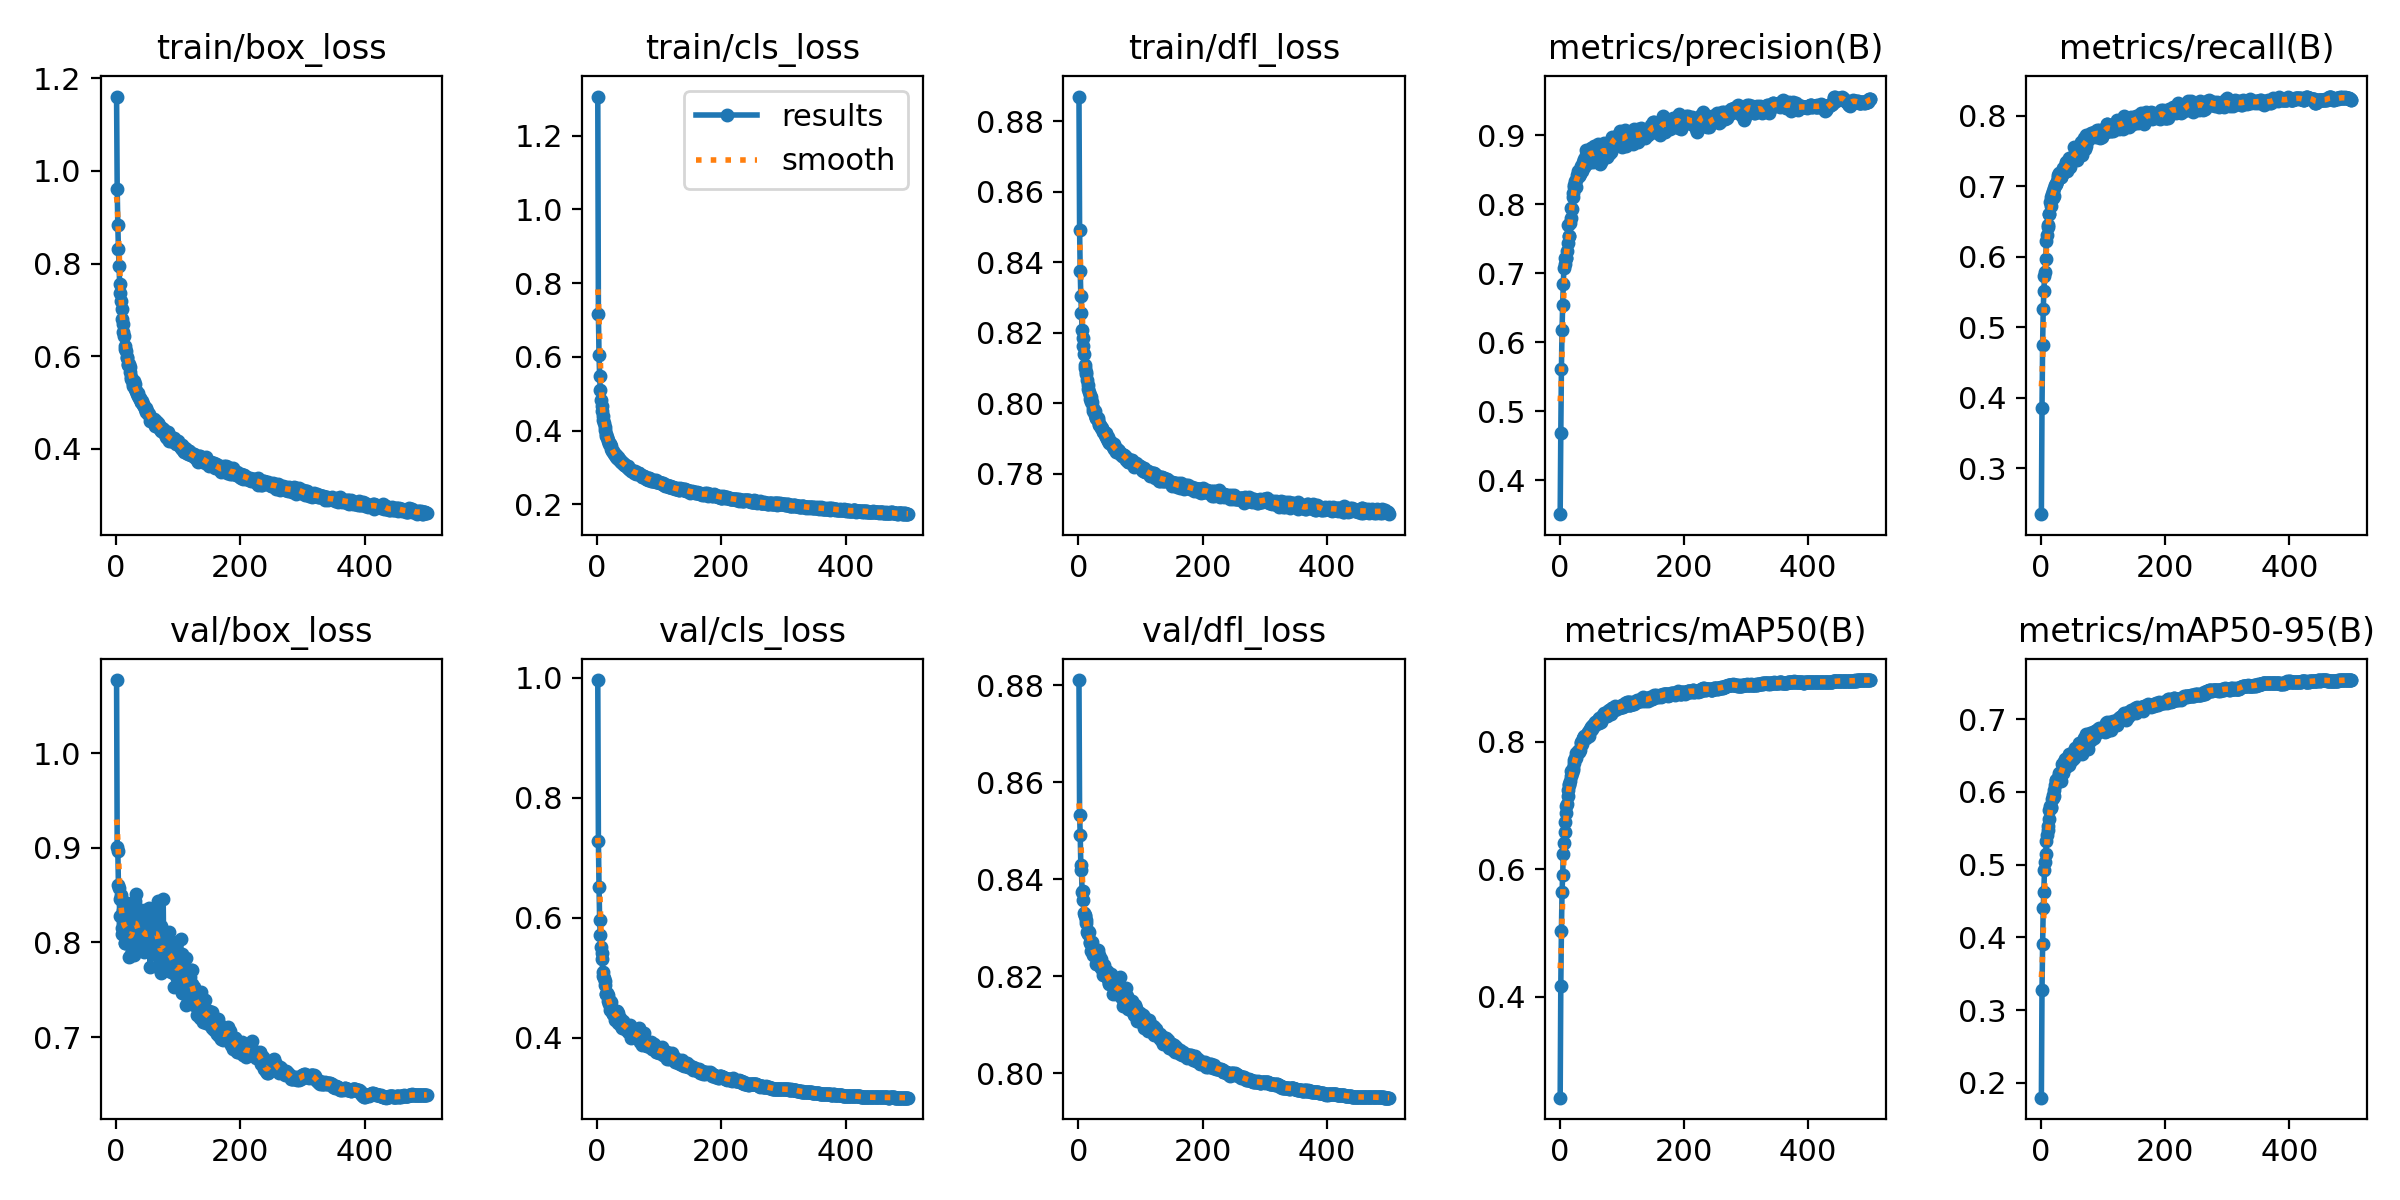 train/box_loss
1.2
1.0
0.8
0.6
0.4
0 200 400
train/cls_loss
results
smooth
1.2
1.0
0.8
0.6
0.4
0.2
0 200 400
train/dfl_loss
0.88
0.86
0.84
0.82
0.80
0.78
0 200 400
metrics/precision(B)
0.9
0.8
0.7
0.6
0.5
0.4
0 200 400
metrics/recall(B)
0.8
0.7
0.6
0.5
0.4
0.3
0 200 400
val/box_loss
1.0
0.9
0.8
0.7
0 200 400
val/cls_loss
1.0
0.8
0.6
0.4
0 200 400
val/dfl_loss
0.88
0.86
0.84
0.82
0.80
0 200 400
metrics/mAP50(B)
0.8
0.6
0.4
0 200 400
metrics/mAP50-95(B)
0.7
0.6
0.5
0.4
0.3
0.2
0 200 400